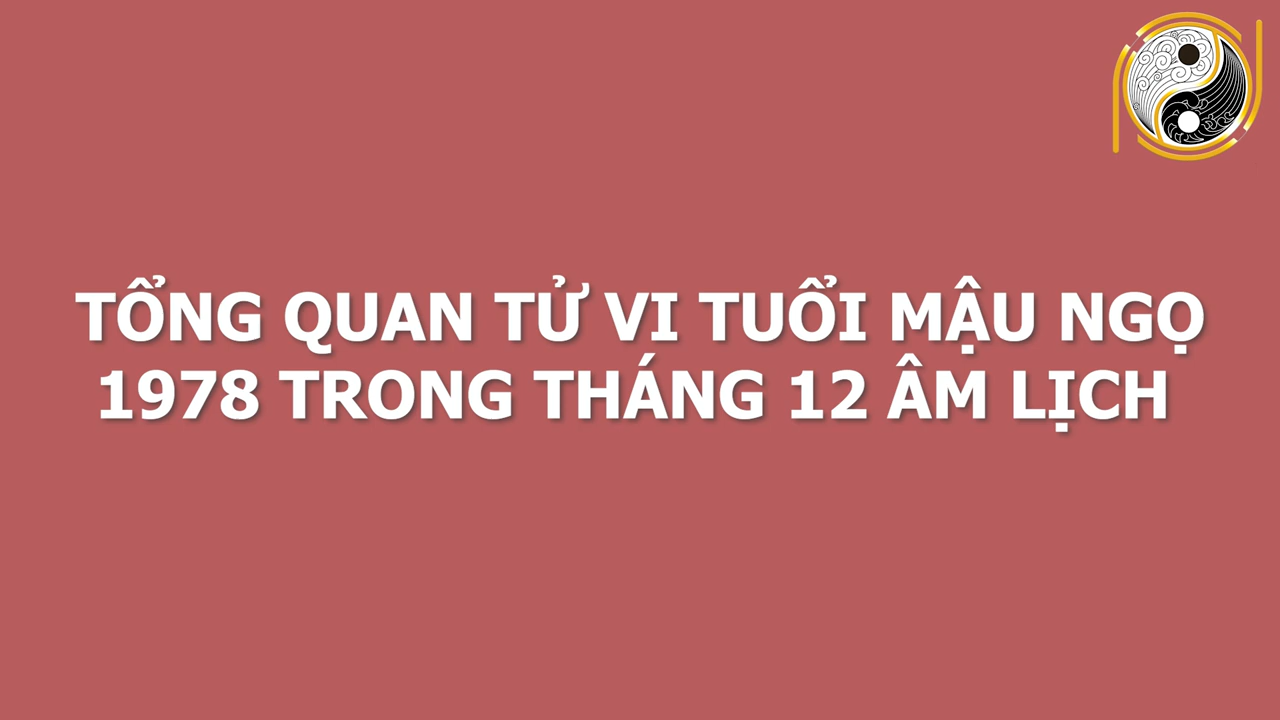 TỔNG QUAN TỬ VI TUỔI MẬU NGỌ
1978 TRONG THÁNG 12 ÂM LỊCH